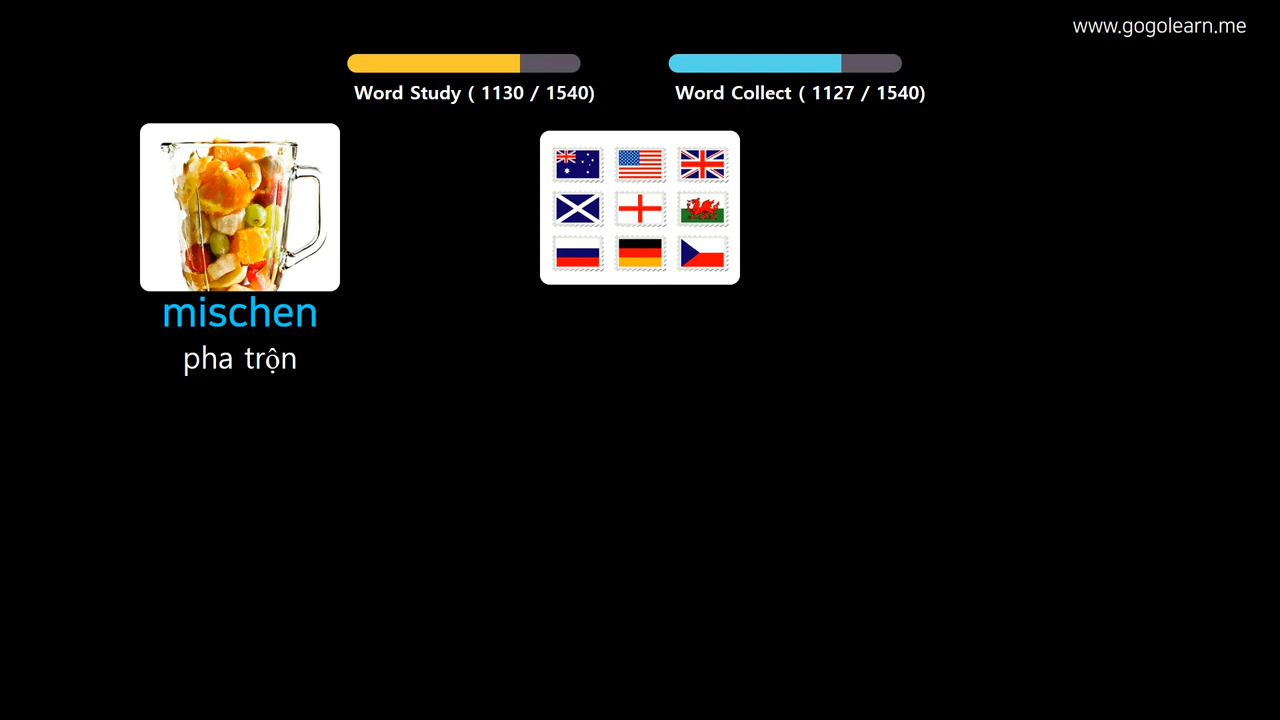 www.gogolearn.me
Word Study ( 1130 / 1540)
Word Collect ( 1127 / 1540)
mischen
pha trộn